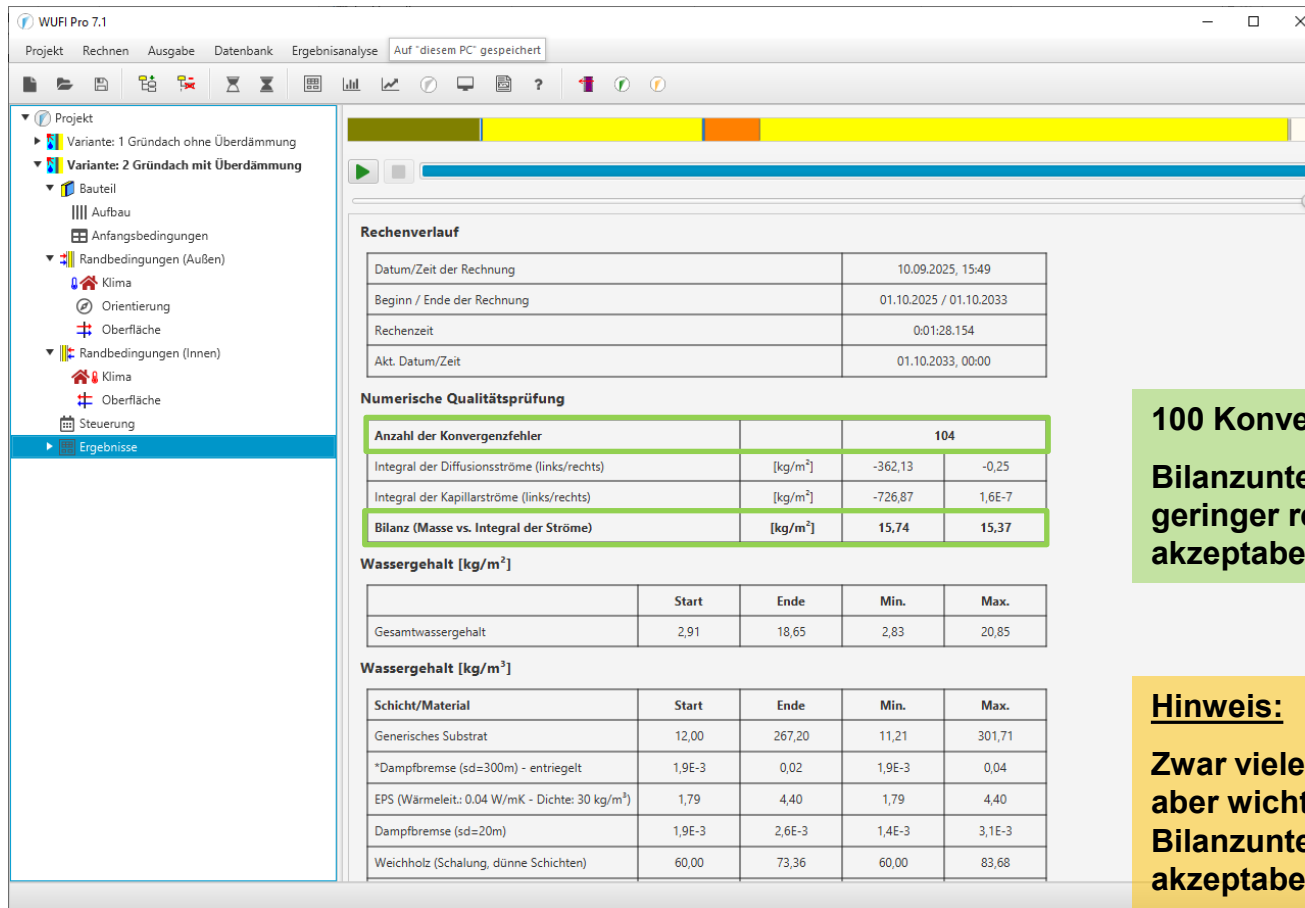 WUFI Pro 7.1
Projekt Rechnen Ausgabe Datenbank Ergebnisanalyse Auf "diesem PC" gespeichert
?
Projekt
Variante: 1 Gründach ohne Überdämmung
Variante: 2 Gründach mit Überdämmung
Bauteil
Aufbau
Anfangsbedingungen
Randbedingungen (Außen)
Klima
Orientierung
Oberfläche
Randbedingungen (Innen)
Klima
Oberfläche
Steuerung
Ergebnisse
Rechenverlauf
Datum/Zeit der Rechnung 10.09.2025, 15:49
Beginn / Ende der Rechnung 01.10.2025 / 01.10.2033
Rechenzeit 0:01:28.154
Akt. Datum/Zeit 01.10.2033, 00:00
Numerische Qualitätsprüfung
Anzahl der Konvergenzfehler 104
Integral der Diffusionsströme (links/rechts) [kg/m²] -362,13 -0,25
Integral der Kapillarströme (links/rechts) [kg/m²] -726,87 1,6E-7
Bilanz (Masse vs. Integral der Ströme) [kg/m²] 15,74 15,37
Wassergehalt [kg/m²]
Start Ende Min. Max.
Gesamtwassergehalt 2,91 18,65 2,83 20,85
Wassergehalt [kg/m³]
Schicht/Material Start Ende Min. Max.
Generisches Substrat 12,00 267,20 11,21 301,71
*Dampfbremse (sd=300m) - entriegelt 1,9E-3 0,02 1,9E-3 0,04
EPS (Wärmeleit.: 0.04 W/mK - Dichte: 30 kg/m³) 1,79 4,40 1,79 4,40
Dampfbremse (sd=20m) 1,9E-3 2,6E-3 1,4E-3 3,1E-3
Weichholz (Schalung, dünne Schichten) 60,00 73,36 60,00 83,68
100 Konve
Bilanzunte
geringer r
akzeptabe
Hinweis:
Zwar viele
aber wicht
Bilanzunte
akzeptabe